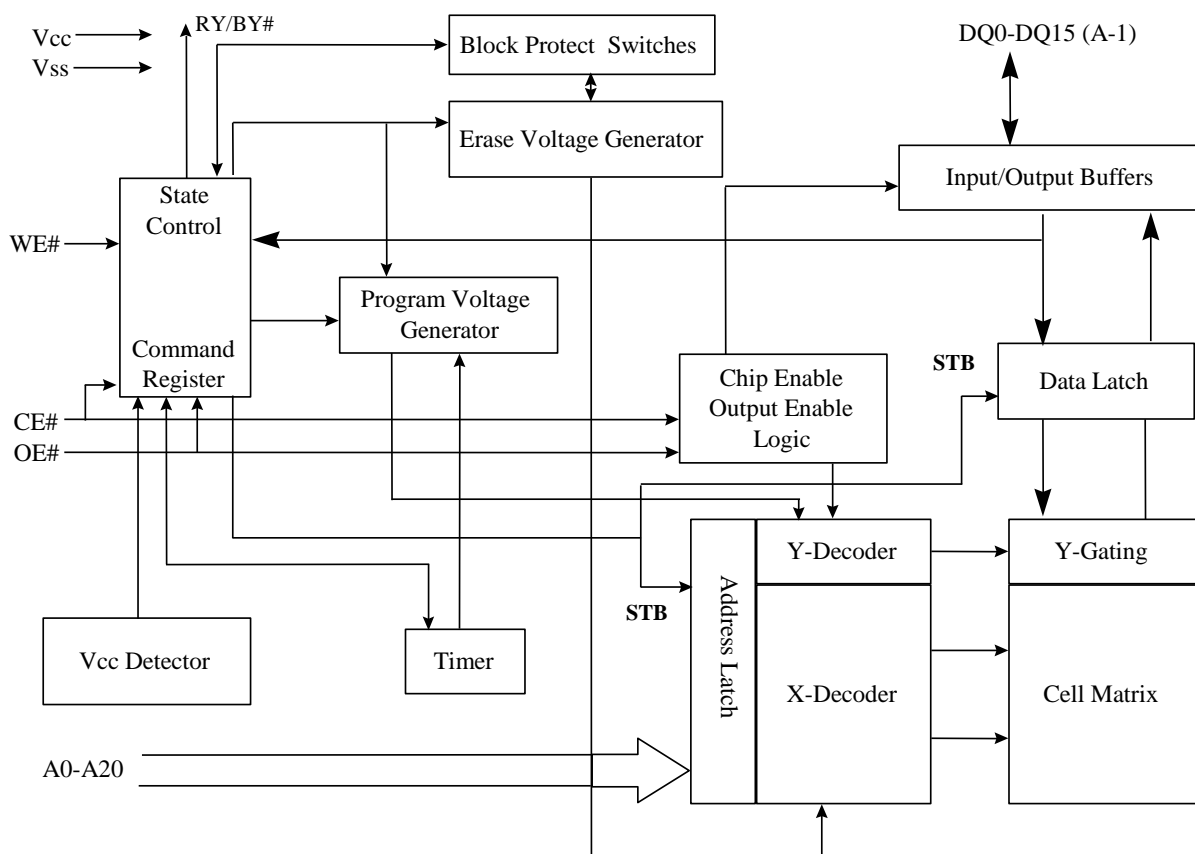 Vcc
Vss
RY/BY#
Block Protect Switches
DQ0-DQ15 (A-1)
Erase Voltage Generator
Input/Output Buffers
State
Control
WE#
Program Voltage
Generator
Command
Register
STB
Chip Enable
Output Enable
Logic
Data Latch
CE#
OE#
Address Latch
Y-Decoder
Y-Gating
STB
Vcc Detector
Timer
X-Decoder
Cell Matrix
A0-A20